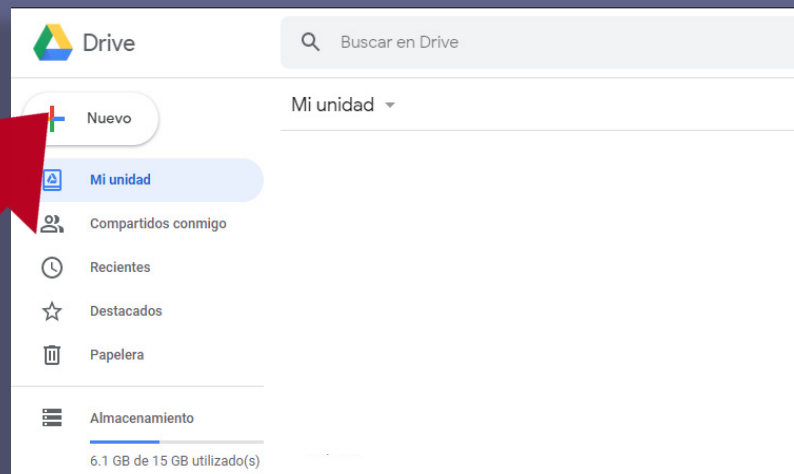 Drive
Buscar en Drive
Nuevo
Mi unidad
Mi unidad
Compartidos conmigo
Recientes
Destacados
Papelera
Almacenamiento
6.1 GB de 15 GB utilizado(s)